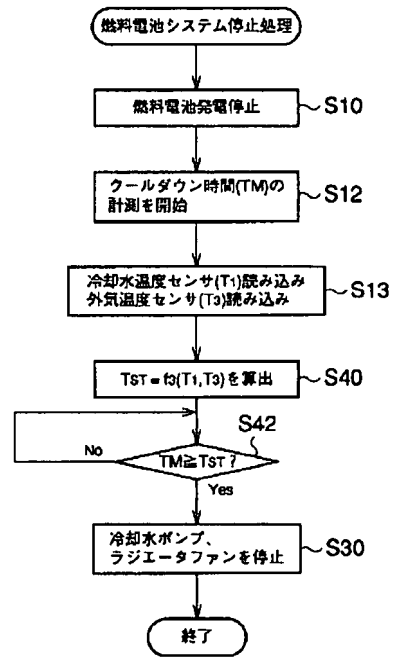 燃料電池システム停止処理
燃料電池発電停止 S10
クールダウン時間(TM)の
計測を開始 S12
冷却水温度センサ(T1)読み込み
外気温度センサ(T3)読み込み S13
TST=f3(T1,T3)を算出 S40
S42
No TM≧TST?
Yes
冷却水ポンプ、
ラジエータファンを停止 S30
終了